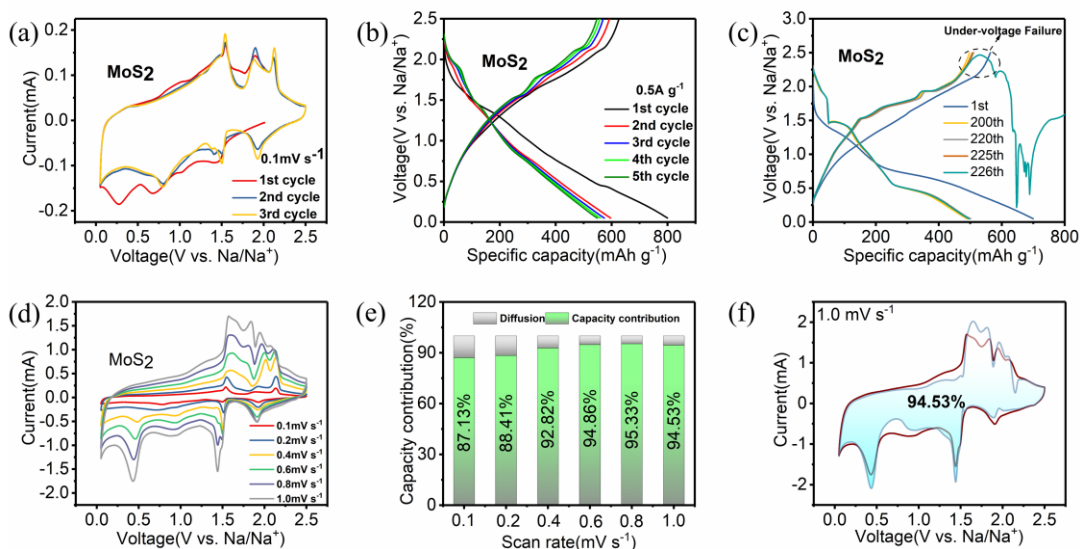 (a)
MoS2
0.1mV s-1
1st cycle
2nd cycle
3rd cycle
Current(mA)
0.2
0.1
0.0
-0.1
-0.2
0.0 0.5 1.0 1.5 2.0 2.5
Voltage(V vs. Na/Na+)
(b)
MoS2
0.5A g-1
1st cycle
2nd cycle
3rd cycle
4th cycle
5th cycle
Voltage(V vs. Na/Na+)
2.5
2.0
1.5
1.0
0.5
0.0
0 200 400 600 800
Specific capacity(mAh g-1)
(c)
MoS2
Under-voltage Failure
1st
200th
220th
225th
226th
Voltage(V vs. Na/Na+)
3.0
2.5
2.0
1.5
1.0
0.5
0.0
0 200 400 600 800
Specific capacity(mAh g-1)
(d)
MoS2
0.1mV s-1
0.2mV s-1
0.4mV s-1
0.6mV s-1
0.8mV s-1
1.0mV s-1
Current(mA)
2.0
1.5
1.0
0.5
0.0
-0.5
-1.0
-1.5
-2.0
0.0 0.5 1.0 1.5 2.0 2.5
Voltage(V vs. Na/Na+)
(e)
Diffusion Capacity contribution
Capacity contribution(%)
120
90
60
30
0
87.13%
88.41%
92.82%
94.86%
95.33%
94.53%
0.1 0.2 0.4 0.6 0.8 1.0
Scan rate(mV s-1)
(f)
1.0 mV s-1
94.53%
Current(mA)
2
1
0
-1
-2
0.0 0.5 1.0 1.5 2.0 2.5
Voltage(V vs. Na/Na+)